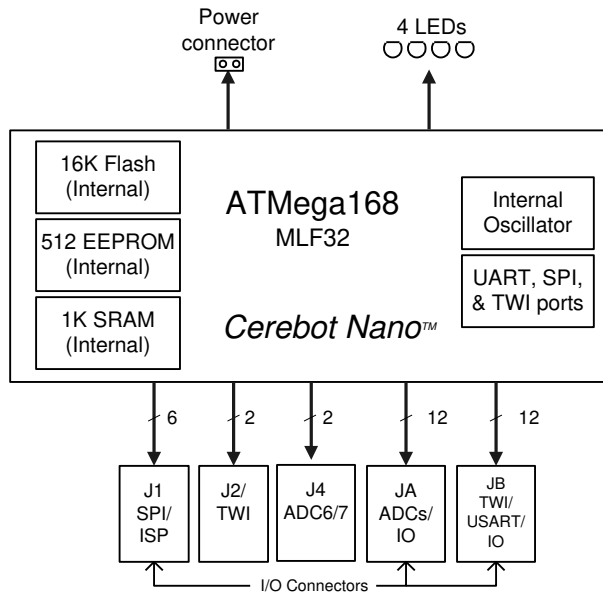 Power
connector
4 LEDs
16K Flash
(Internal)
512 EEPROM
(Internal)
1K SRAM
(Internal)
ATMega168
MLF32
Cerebot Nano™
Internal
Oscillator
UART, SPI,
& TWI ports
6
2
2
12
12
J1
SPI/
ISP
J2/
TWI
J4
ADC6/7
JA
ADCs/
IO
JB
TWI/
USART/
IO
I/O Connectors